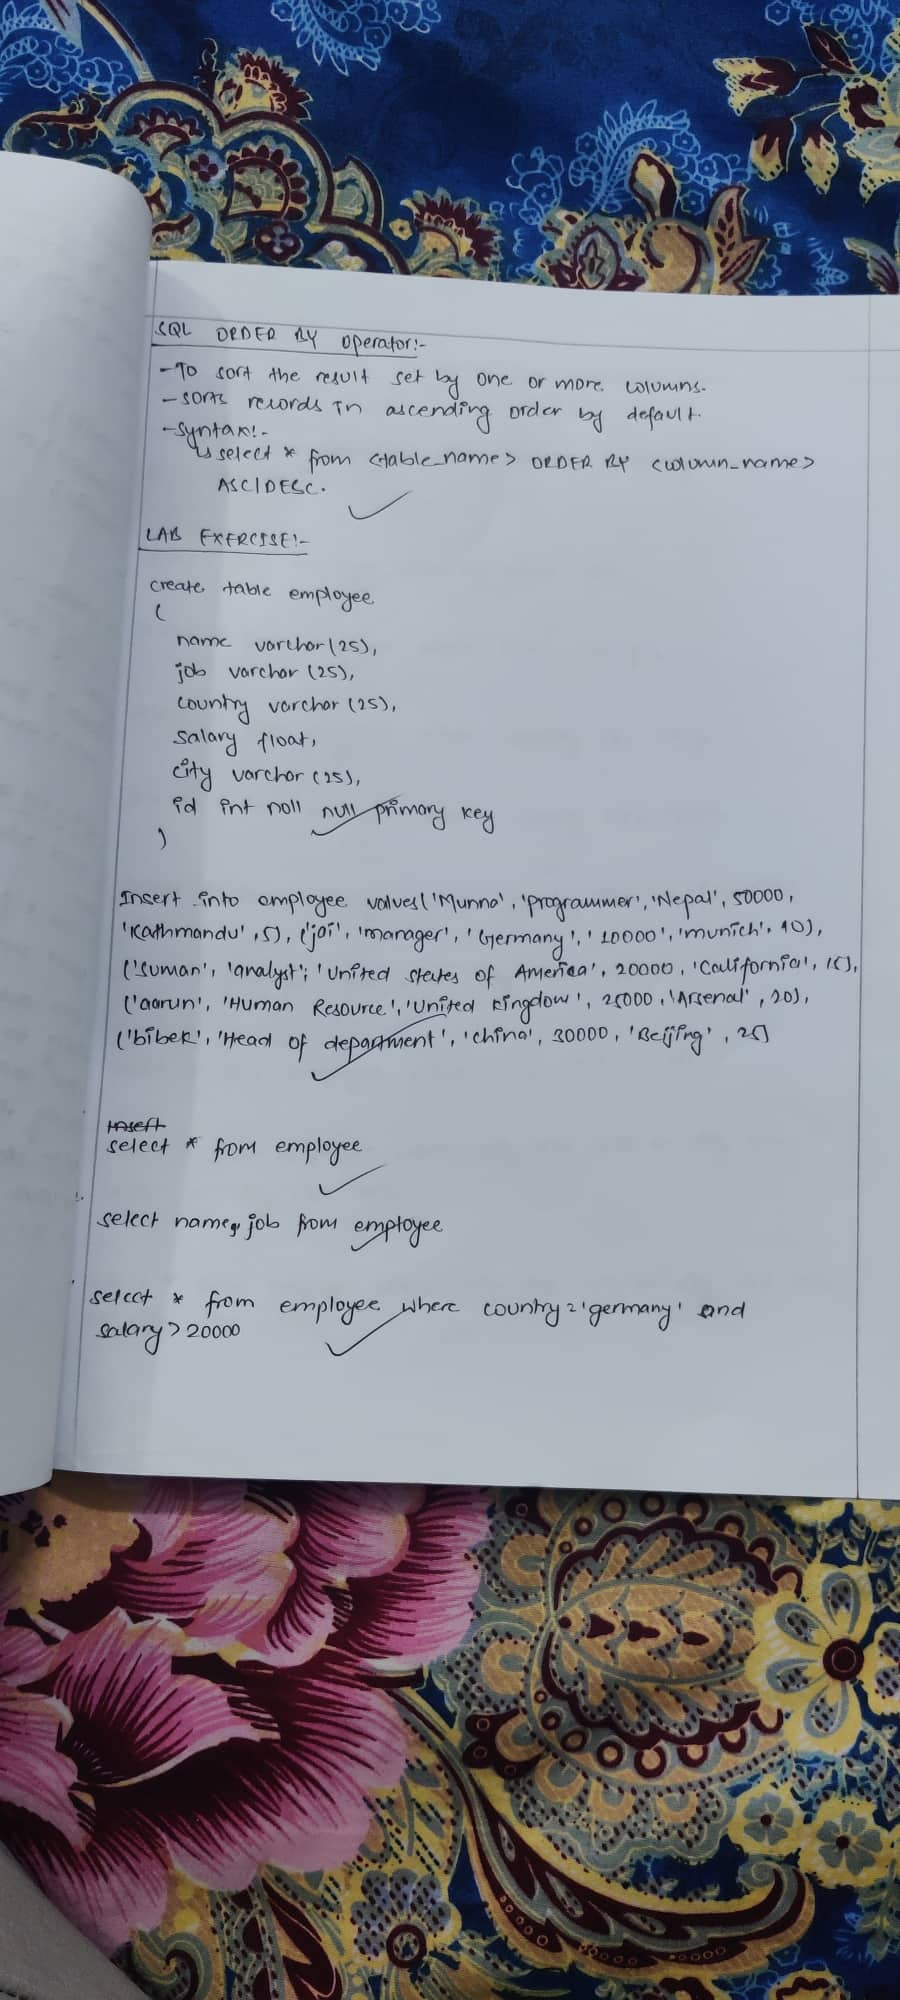 SQL ORDER BY Operator:-
- To sort the result set by one or more columns.
- sorts records in ascending order by default.
- Syntax:-
↳ select * from <table_name> ORDER BY <column_name>
ASC|DESC.
LAB EXERCISE:-
create table employee
(
name varchar(25),
job varchar (25),
country varchar (25),
salary float,
city varchar (25),
id int noll null primary key
)
Insert into employee values('Munna', 'programmer', 'Nepal', 50000,
'Kathmandu', 5), ('jai', 'manager', 'Germany', '10000', 'munich', 10),
('suman', 'analyst', 'United States of America', 20000, 'California', 15),
('aarun', 'Human Resource', 'United Kingdow', 25000, 'Arsenal', 20),
('bibek', 'Head of department', 'china', 30000, 'Beijing', 25)
Insert
select * from employee
select name, job from employee
select * from employee where country = 'germany' and
salary > 20000